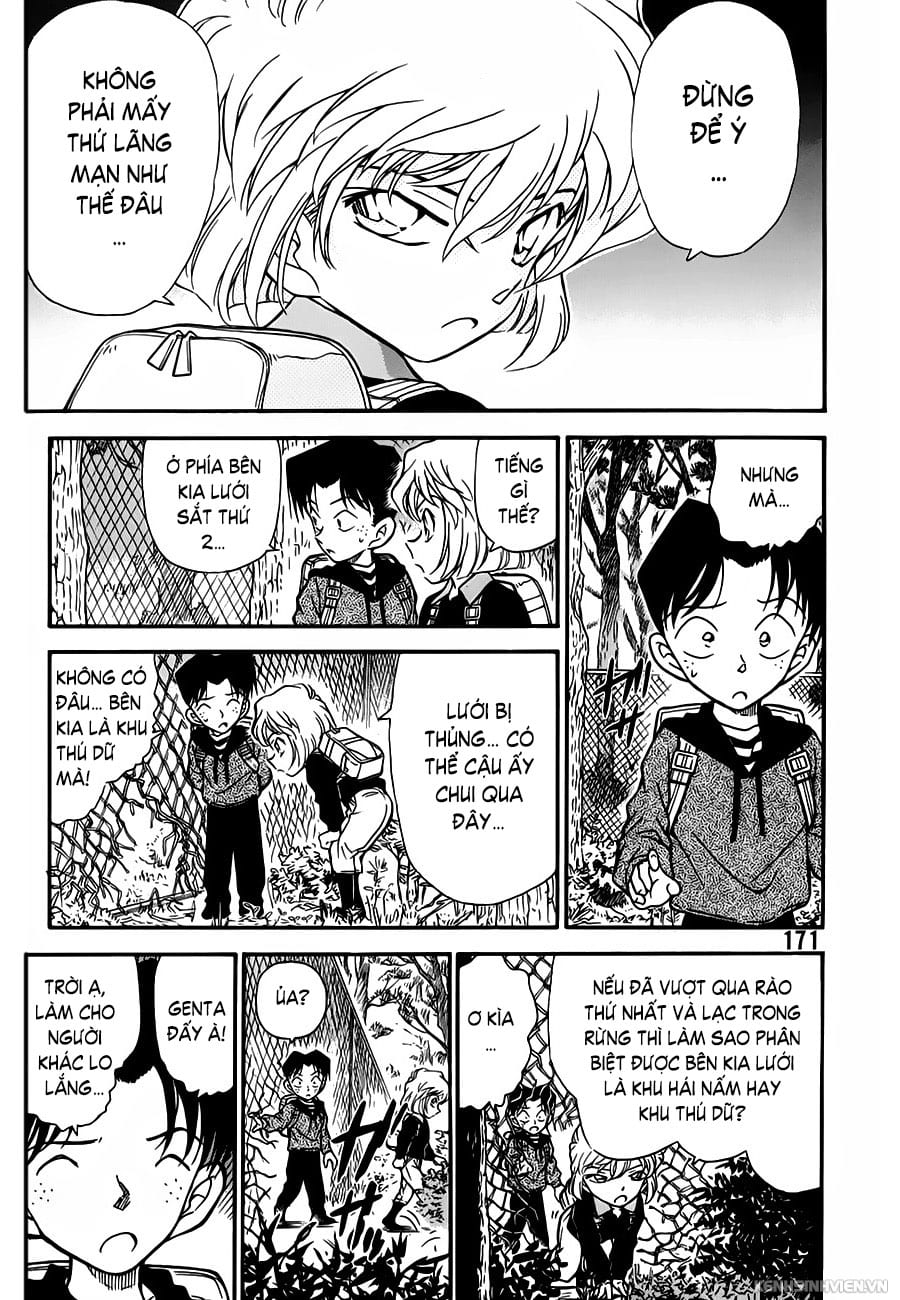 ĐỪNG
ĐỂ Ý
...
KHÔNG
PHẢI MẤY
THỨ LÃNG
MẠN NHƯ
THẾ ĐÂU
...
NHƯNG
MÀ...
TIẾNG
GÌ
THẾ?
Ở PHÍA BÊN
KIA LƯỚI
SẮT THỨ
2...
LƯỚI BỊ
THỦNG... CÓ
THỂ CẬU ẤY
CHUI QUA
ĐÂY...
KHÔNG CÓ
ĐÂU... BÊN
KIA LÀ KHU
THÚ DỮ
MÀ!
171
NẾU ĐÃ VƯỢT QUA RÀO
THỨ NHẤT VÀ LẠC TRONG
RỪNG THÌ LÀM SAO PHÂN
BIỆT ĐƯỢC BÊN KIA LƯỚI
LÀ KHU HÁI NẤM HAY
KHU THÚ DỮ?
Ơ KÌA
...
ỦA?
GENTA
ĐẤY À!
TRỜI Ạ,
LÀM CHO
NGƯỜI
KHÁC LO
LẮNG...
KENHSINHVIEN.VN